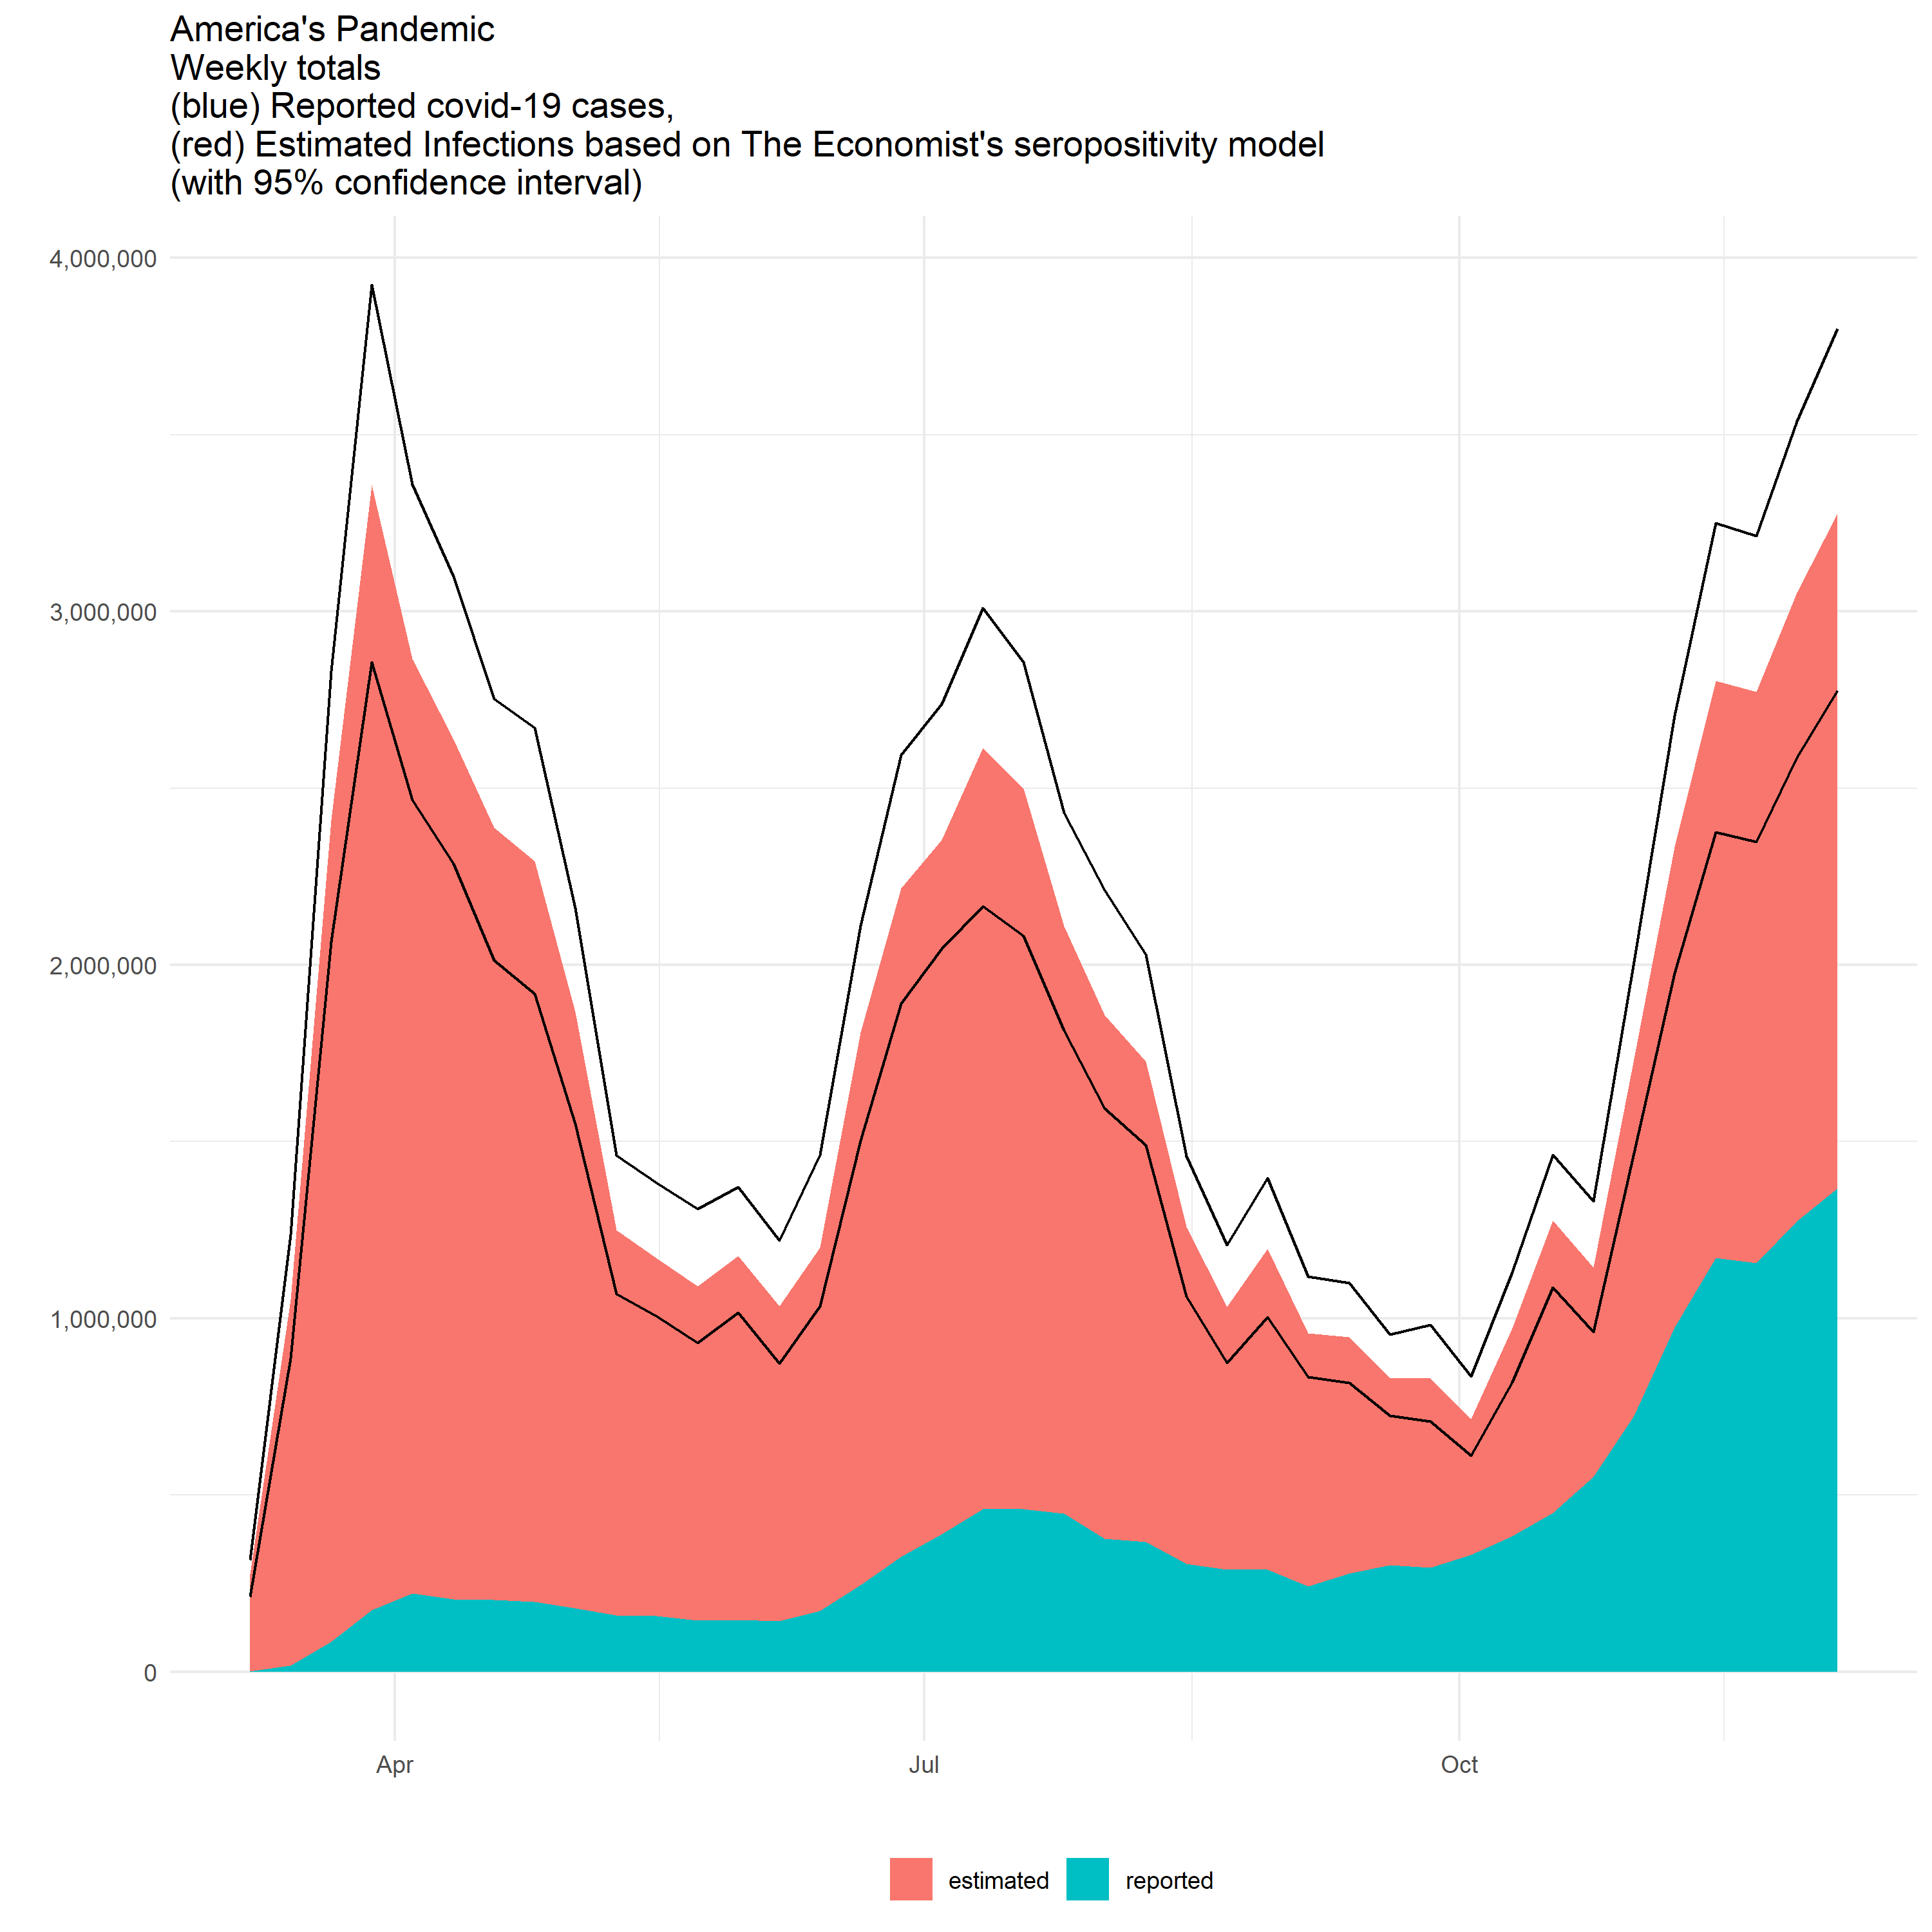 America's Pandemic
Weekly totals
(blue) Reported covid-19 cases,
(red) Estimated Infections based on The Economist's seropositivity model
(with 95% confidence interval)
4,000,000
3,000,000
2,000,000
1,000,000
0
Apr Jul Oct
estimated reported